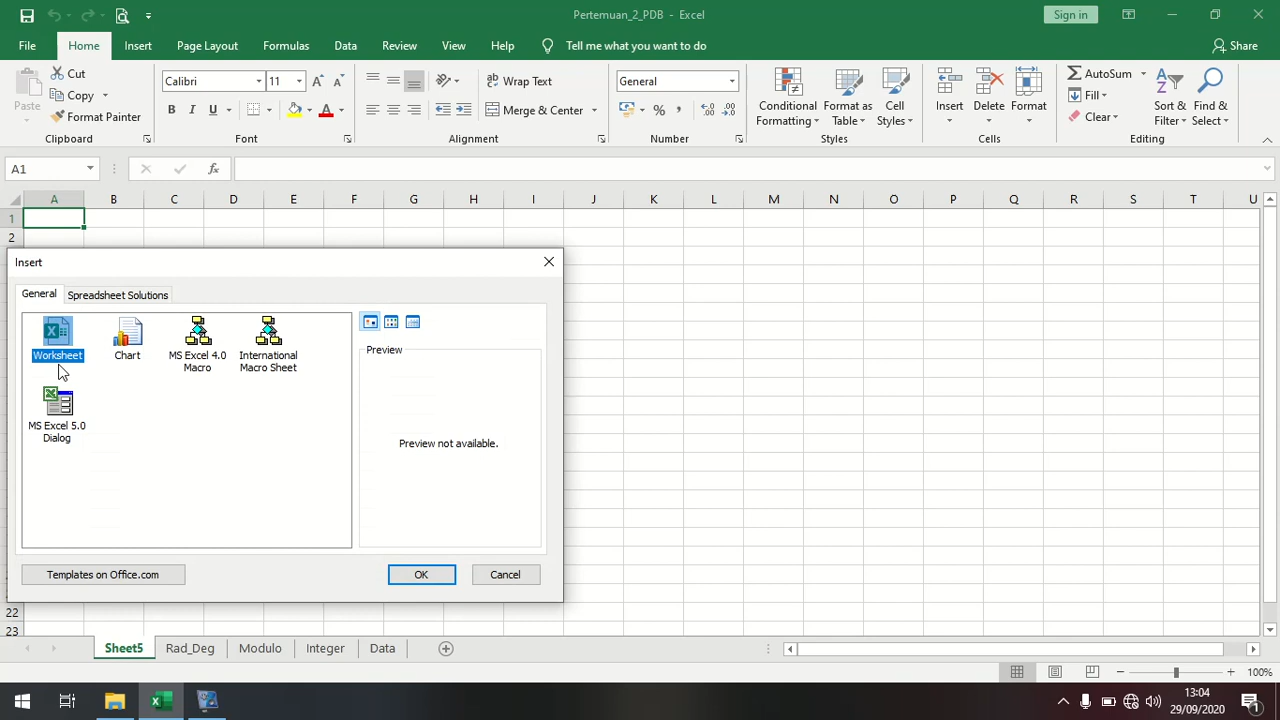 Pertemuan_2_PDB - Excel
Sign in
File
Home
Insert
Page Layout
Formulas
Data
Review
View
Help
Tell me what you want to do
Share
Paste
Cut
Copy
Format Painter
Clipboard
Calibri
11
B I U
Font
Wrap Text
Merge & Center
Alignment
General
%
Number
Conditional
Formatting
Format as
Table
Cell
Styles
Styles
Insert
Delete
Format
Cells
AutoSum
Fill
Clear
Sort &
Filter
Find &
Select
Editing
A1
fx
A B C D E F G H I J K L M N O P Q R S T U
1
2
Insert
General
Spreadsheet Solutions
Worksheet
Chart
MS Excel 4.0
Macro
International
Macro Sheet
MS Excel 5.0
Dialog
Preview
Preview not available.
Templates on Office.com
OK
Cancel
22
23
Sheet5
Rad_Deg
Modulo
Integer
Data
100%
13:04
29/09/2020
1